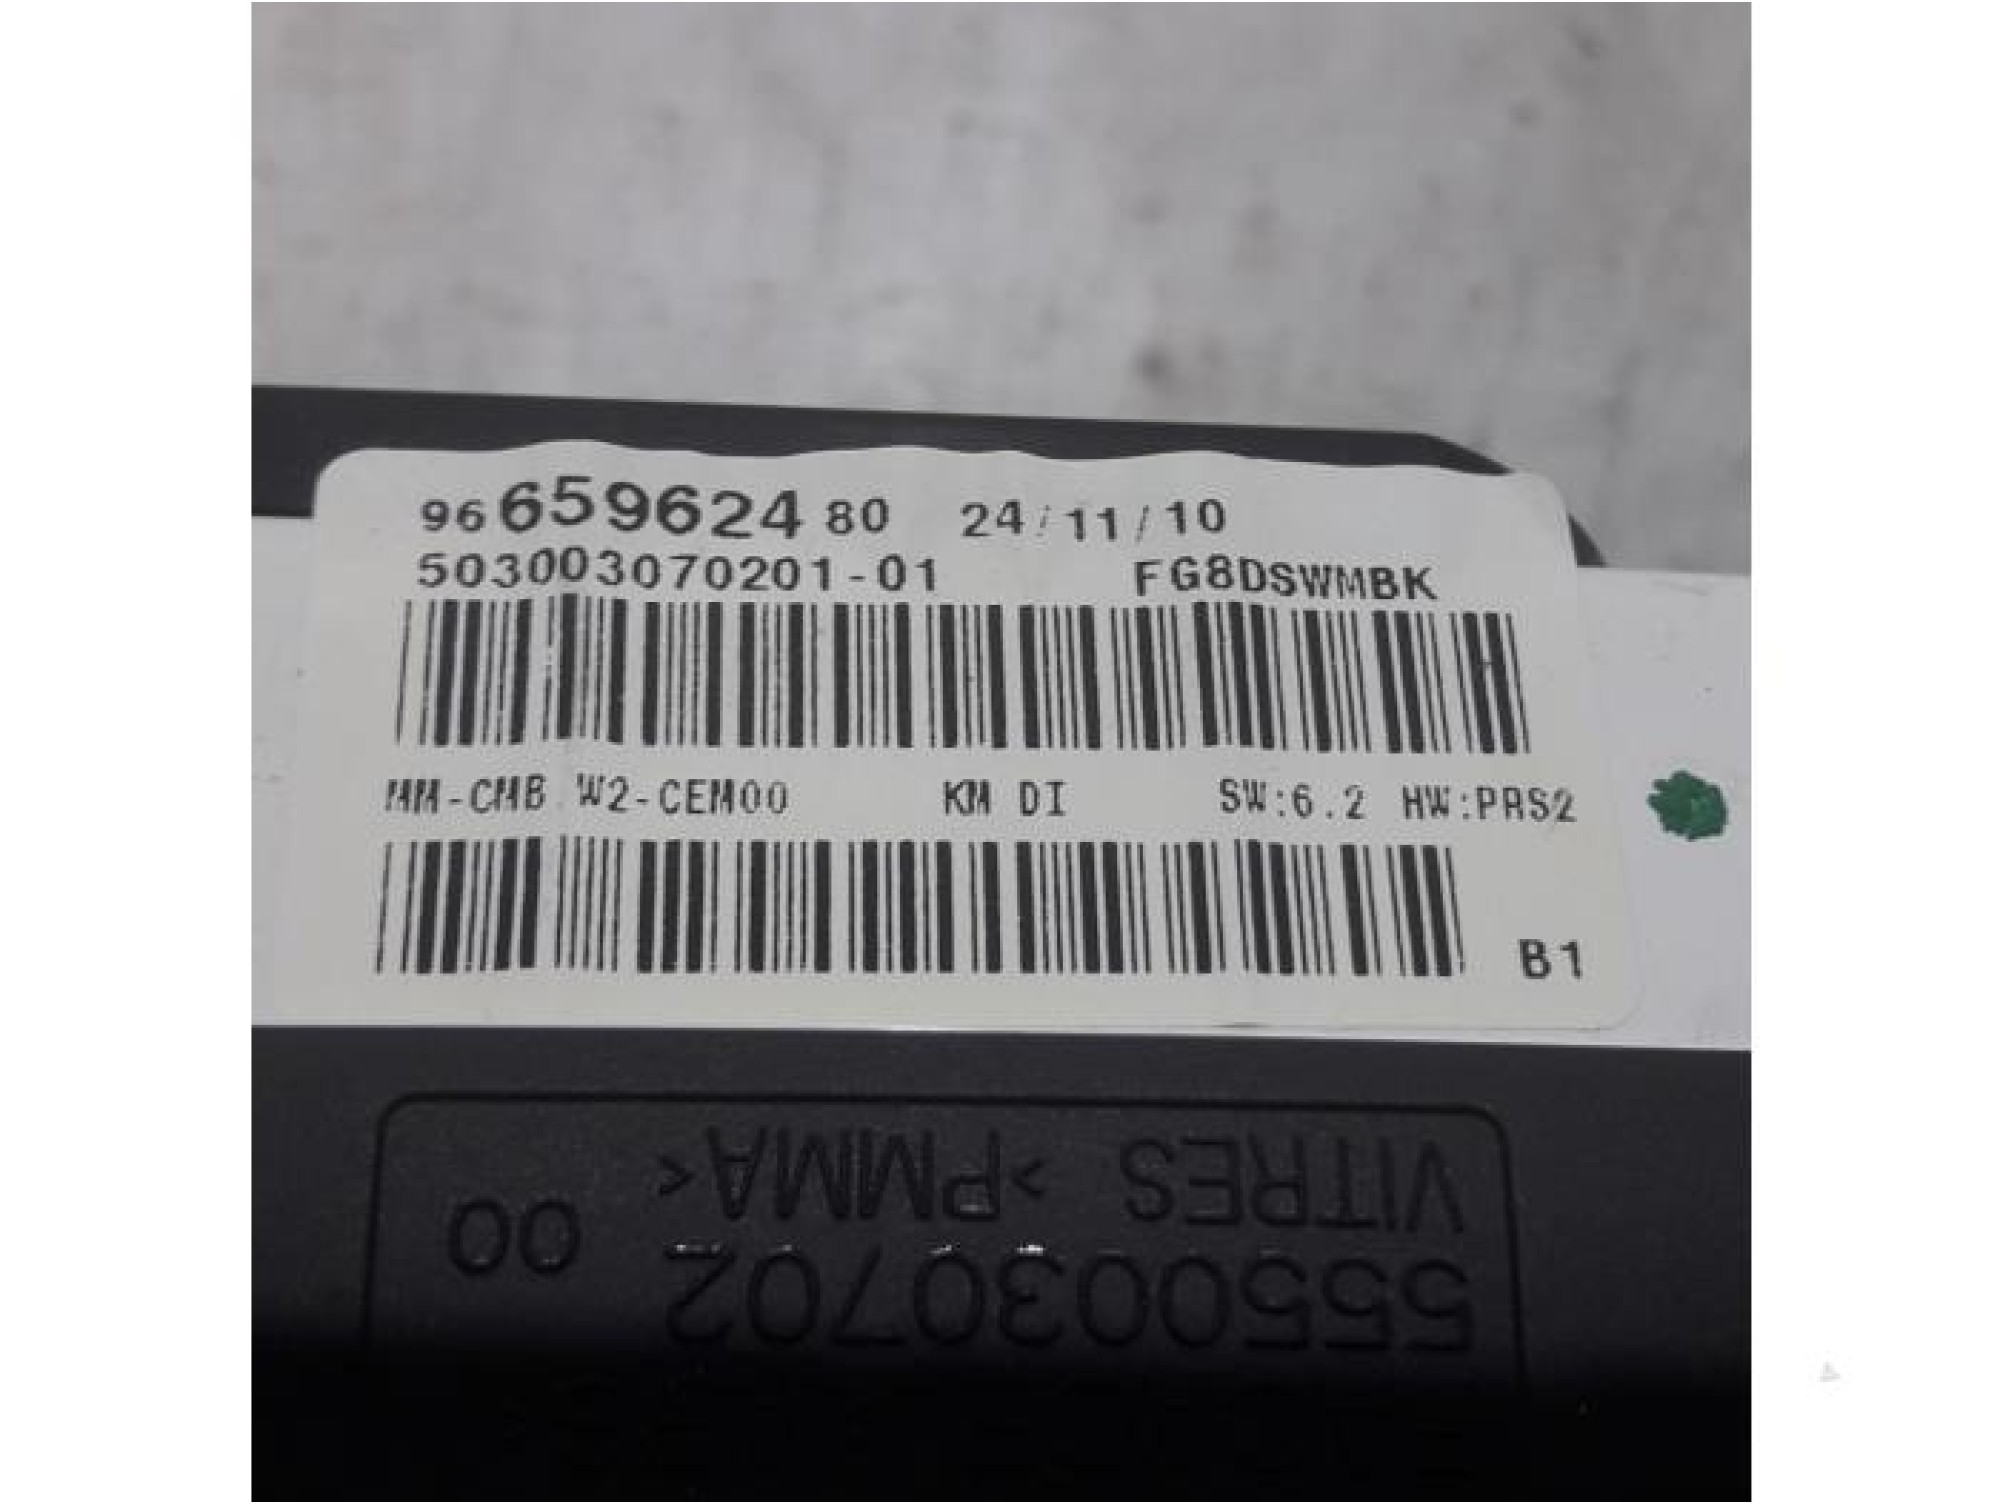 9665962480 24/11/10
503003070201-01 FG8DSWMBK
MM-CMB W2-CEM00 KM DI SW:6.2 HW:PRS2
B1
VITRES >PMMA<
5550030702 00